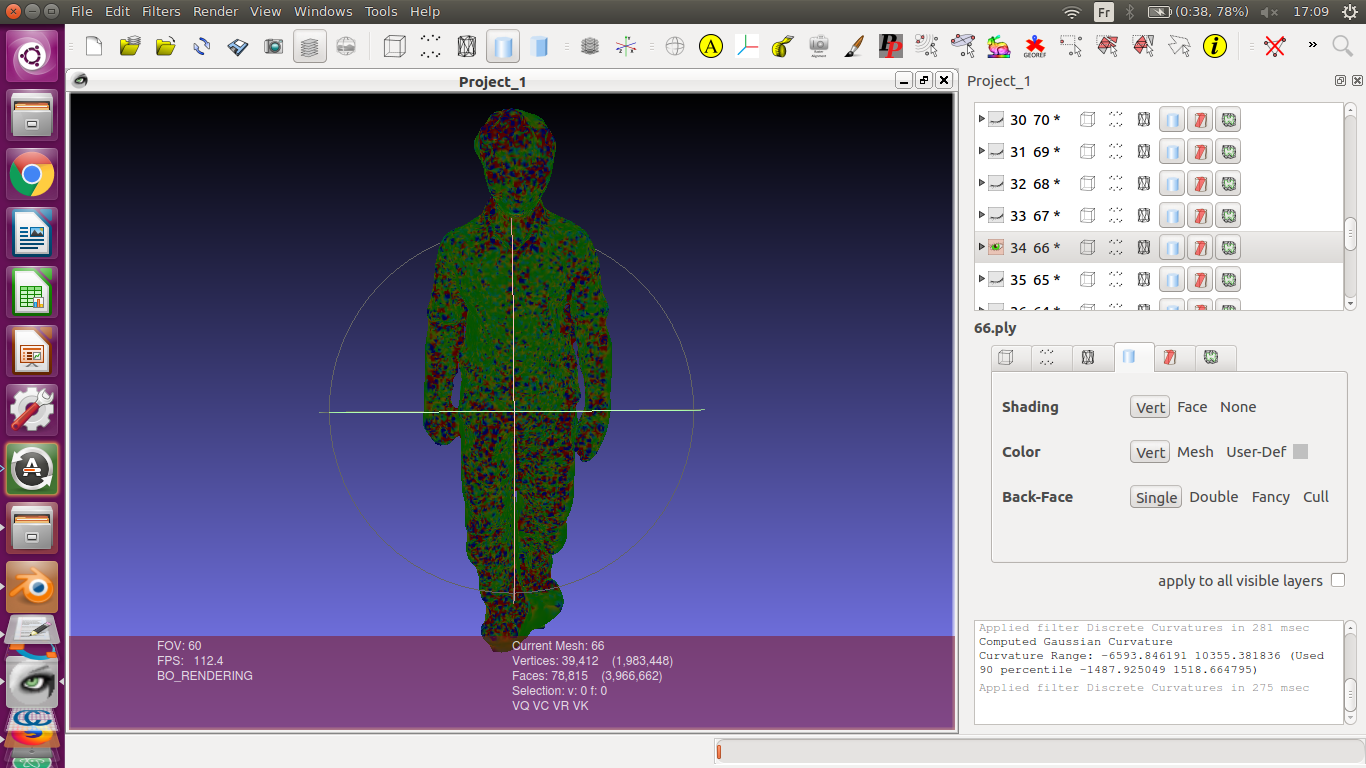 File Edit Filters Render View Windows Tools Help
Fr (0:38, 78%) 17:09
A PP GEOREF i »
Project_1
Project_1
30 70 *
31 69 *
32 68 *
33 67 *
34 66 *
35 65 *
66.ply
Shading Vert Face None
Color Vert Mesh User-Def
Back-Face Single Double Fancy Cull
apply to all visible layers
Applied filter Discrete Curvatures in 281 msec
Computed Gaussian Curvature
Curvature Range: -6593.846191 10355.381836 (Used
90 percentile -1487.925049 1518.664795)
Applied filter Discrete Curvatures in 275 msec
FOV: 60
FPS: 112.4
BO_RENDERING
Current Mesh: 66
Vertices: 39,412 (1,983,448)
Faces: 78,815 (3,966,662)
Selection: v: 0 f: 0
VQ VC VR VK